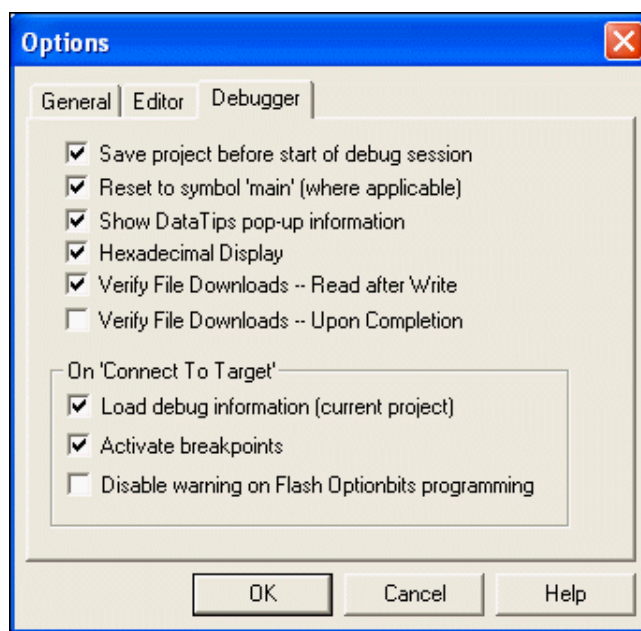 Options
General
Editor
Debugger
Save project before start of debug session
Reset to symbol 'main' (where applicable)
Show DataTips pop-up information
Hexadecimal Display
Verify File Downloads -- Read after Write
Verify File Downloads -- Upon Completion
On 'Connect To Target'
Load debug information (current project)
Activate breakpoints
Disable warning on Flash Optionbits programming
OK
Cancel
Help